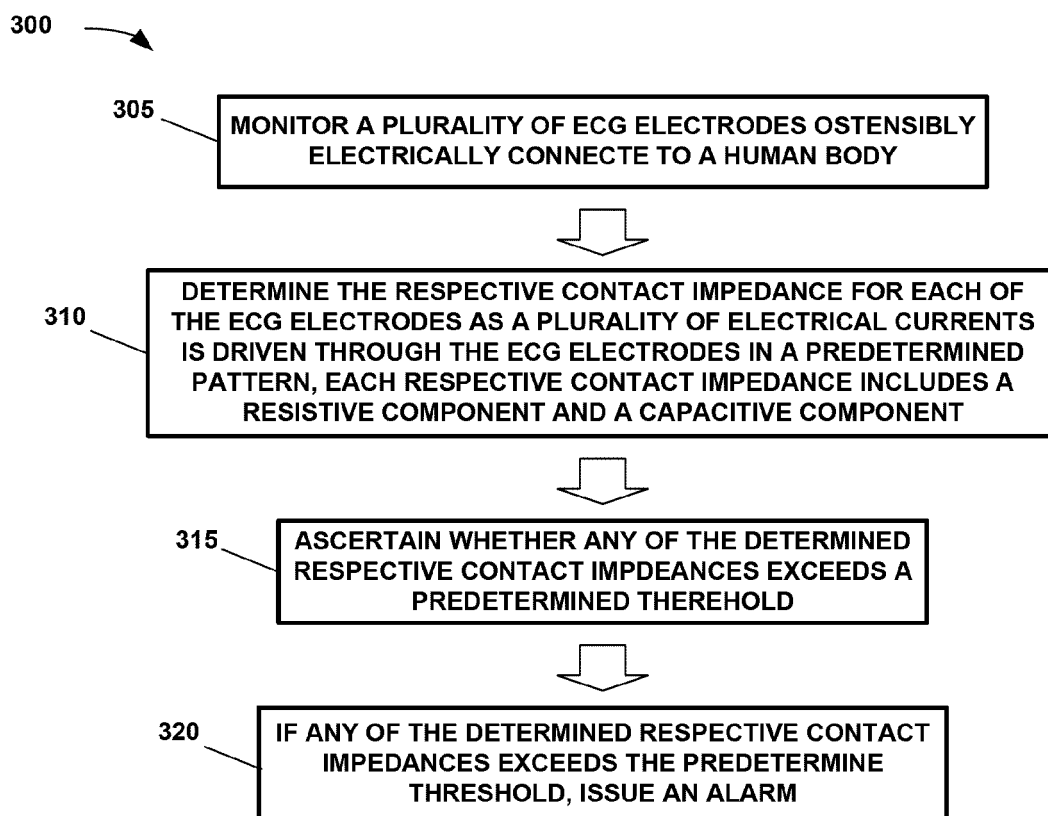 300
305
MONITOR A PLURALITY OF ECG ELECTRODES OSTENSIBLY
ELECTRICALLY CONNECTE TO A HUMAN BODY
310
DETERMINE THE RESPECTIVE CONTACT IMPEDANCE FOR EACH OF
THE ECG ELECTRODES AS A PLURALITY OF ELECTRICAL CURRENTS
IS DRIVEN THROUGH THE ECG ELECTRODES IN A PREDETERMINED
PATTERN, EACH RESPECTIVE CONTACT IMPEDANCE INCLUDES A
RESISTIVE COMPONENT AND A CAPACITIVE COMPONENT
315
ASCERTAIN WHETHER ANY OF THE DETERMINED
RESPECTIVE CONTACT IMPDEANCES EXCEEDS A
PREDETERMINED THEREHOLD
320
IF ANY OF THE DETERMINED RESPECTIVE CONTACT
IMPEDANCES EXCEEDS THE PREDETERMINE
THRESHOLD, ISSUE AN ALARM